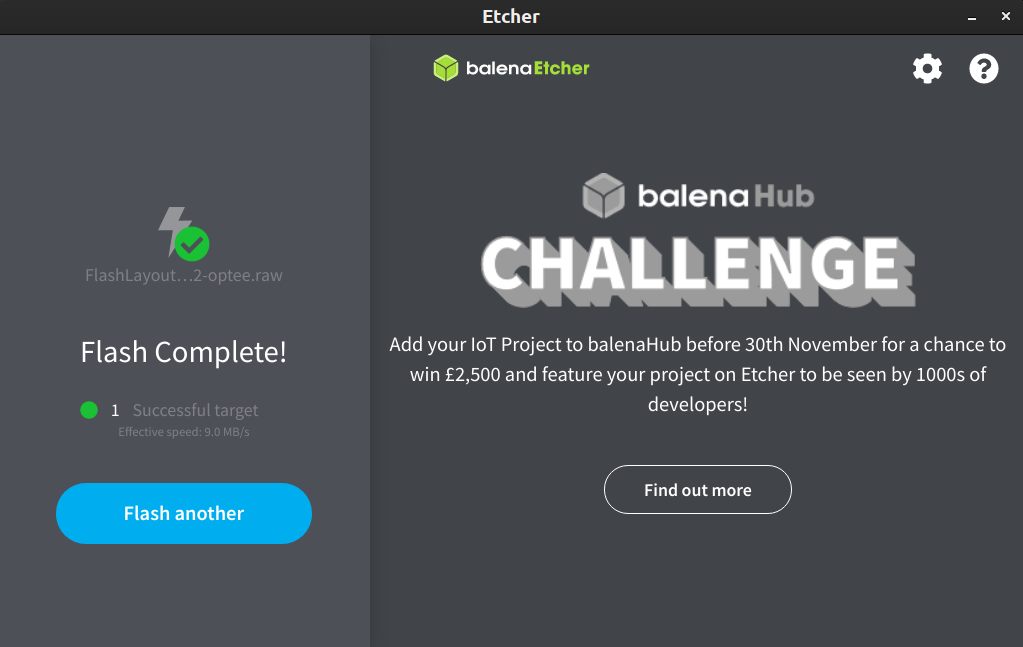 Etcher
balenaEtcher
FlashLayout...2-optee.raw
Flash Complete!
1 Successful target
Effective speed: 9.0 MB/s
Flash another
balenaHub
CHALLENGE
Add your IoT Project to balenaHub before 30th November for a chance to
win £2,500 and feature your project on Etcher to be seen by 1000s of
developers!
Find out more